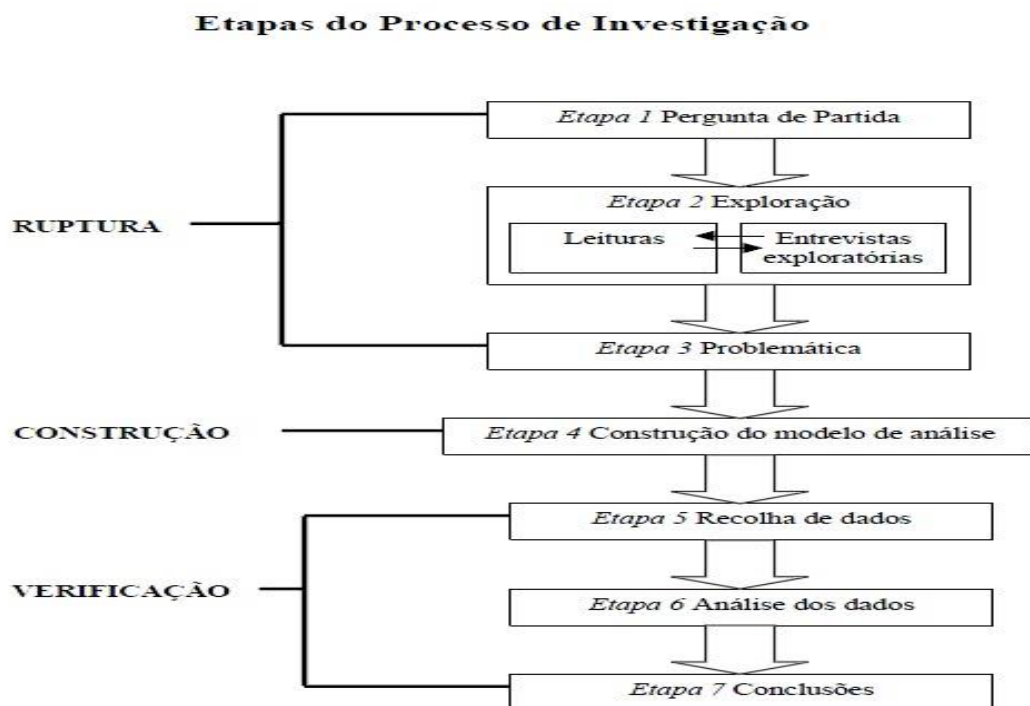 Etapas do Processo de Investigação
Etapa 1 Pergunta de Partida
Etapa 2 Exploração
RUPTURA
Leituras
Entrevistas
exploratórias
Etapa 3 Problemática
CONSTRUÇÃO
Etapa 4 Construção do modelo de análise
Etapa 5 Recolha de dados
VERIFICAÇÃO
Etapa 6 Análise dos dados
Etapa 7 Conclusões